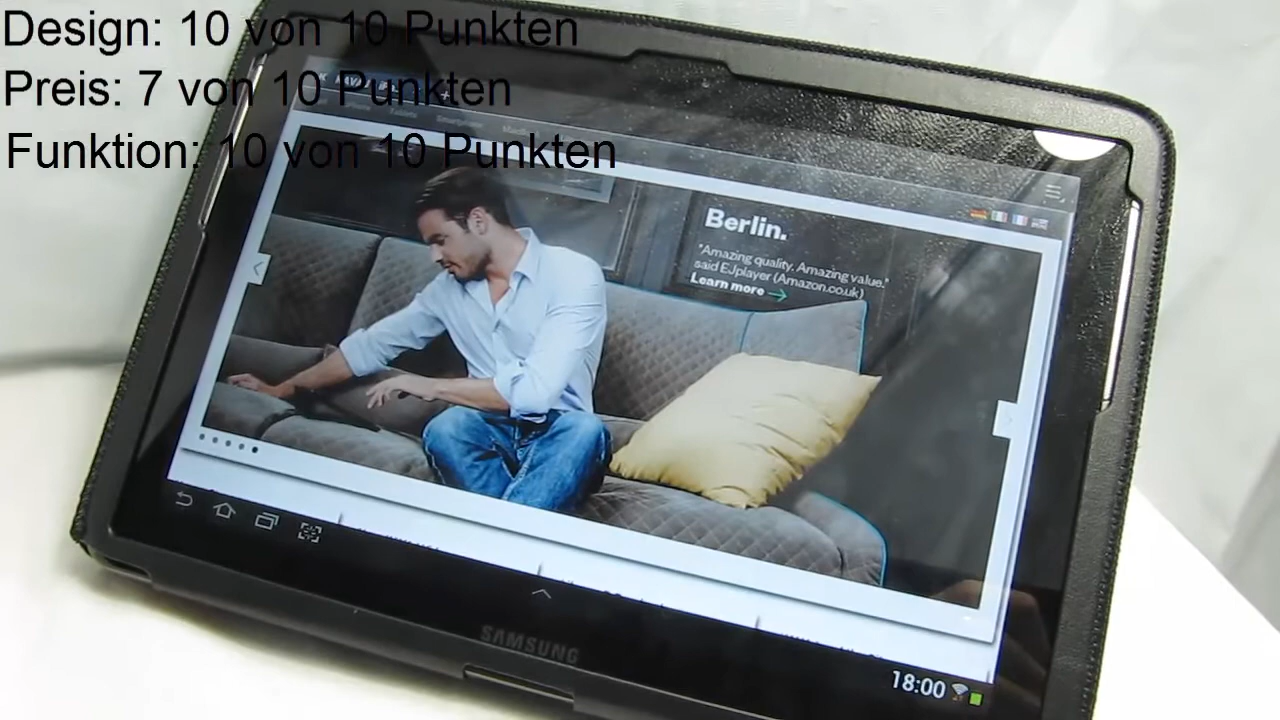 Design: 10 von 10 Punkten
Preis: 7 von 10 Punkten
Funktion: 10 von 10 Punkten
Berlin.
"Amazing quality. Amazing value."
said EJplayer (Amazon.co.uk)
Learn more
SAMSUNG
18:00